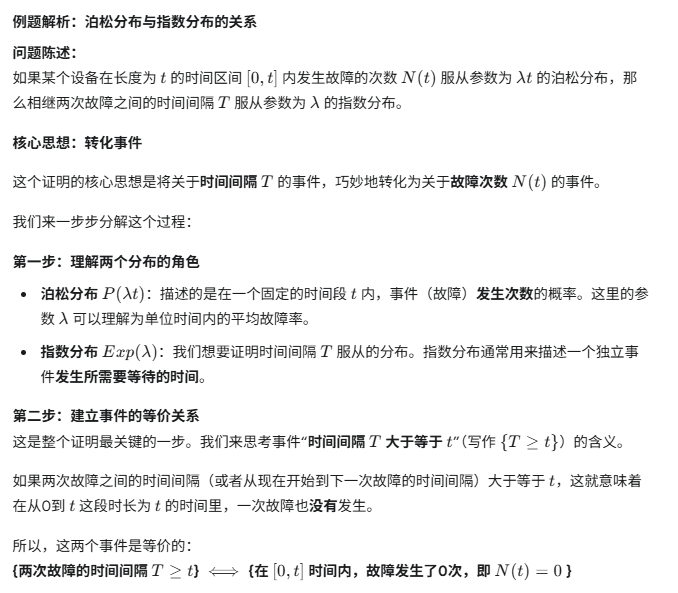 例题解析：泊松分布与指数分布的关系
问题陈述：
如果某个设备在长度为 t 的时间区间 [0, t] 内发生故障的次数 N(t) 服从参数为 λt 的泊松分布，那
么相继两次故障之间的时间间隔 T 服从参数为 λ 的指数分布。
核心思想：转化事件
这个证明的核心思想是将关于时间间隔 T 的事件，巧妙地转化为关于故障次数 N(t) 的事件。
我们来一步步分解这个过程：
第一步：理解两个分布的角色
• 泊松分布 P(λt)：描述的是在一个固定的时间段 t 内，事件（故障）发生次数的概率。这里的参
数 λ 可以理解为单位时间内的平均故障率。
• 指数分布 Exp(λ)：我们想要证明时间间隔 T 服从的分布。指数分布通常用来描述一个独立事
件发生所需要等待的时间。
第二步：建立事件的等价关系
这是整个证明最关键的一步。我们来思考事件“时间间隔 T 大于等于 t”（写作 {T ≥ t}）的含义。
如果两次故障之间的时间间隔（或者从现在开始到下一次故障的时间间隔）大于等于 t，这就意味着
在从0到 t 这段时长为 t 的时间里，一次故障也没有发生。
所以，这两个事件是等价的：
{两次故障的时间间隔 T ≥ t} ⟺ {在 [0, t] 时间内，故障发生了0次，即 N(t) = 0 }